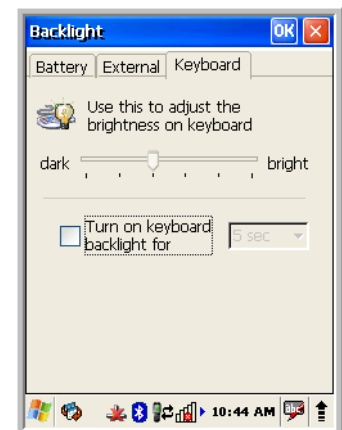 Backlight OK
Battery External Keyboard
Use this to adjust the
brightness on keyboard
dark bright
Turn on keyboard 5 sec
backlight for
10:44 AM